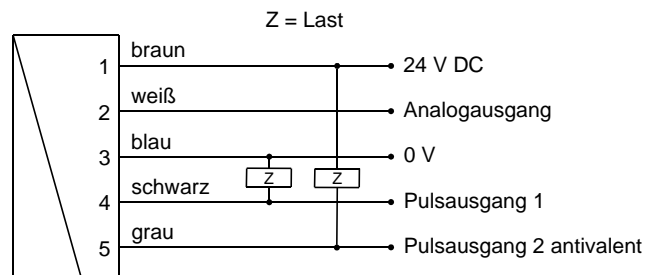 Z = Last
1 braun 24 V DC
2 weiß Analogausgang
3 blau 0 V
Z Z
4 schwarz Pulsausgang 1
5 grau Pulsausgang 2 antivalent